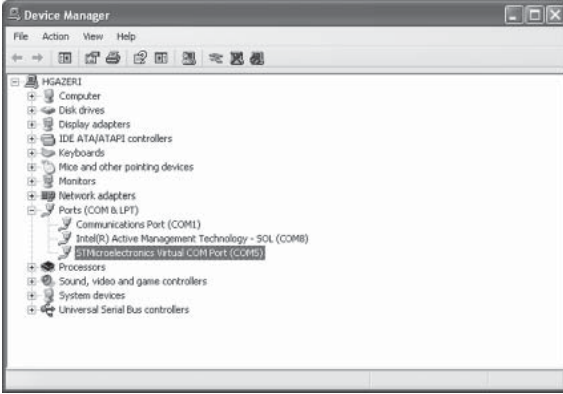 Device Manager
File Action View Help
HGAZERI
Computer
Disk drives
Display adapters
IDE ATA/ATAPI controllers
Keyboards
Mice and other pointing devices
Monitors
Network adapters
Ports (COM & LPT)
Communications Port (COM1)
Intel(R) Active Management Technology - SOL (COM8)
STMicroelectronics Virtual COM Port (COM5)
Processors
Sound, video and game controllers
System devices
Universal Serial Bus controllers